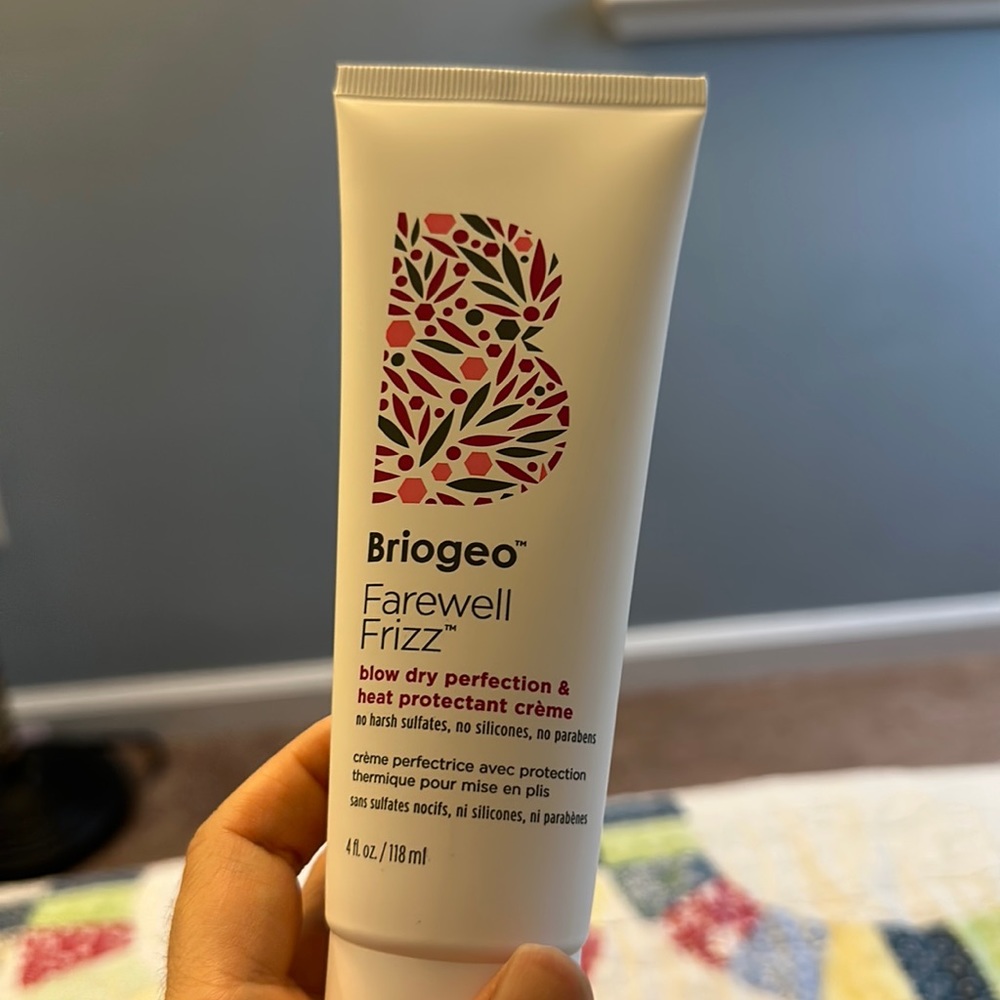 B
Briogeo™
Farewell
Frizz™
blow dry perfection &
heat protectant crème
no harsh sulfates, no silicones, no parabens
crème perfectrice avec protection
thermique pour mise en plis
sans sulfates nocifs, ni silicones, ni parabènes
4 fl. oz. / 118 ml